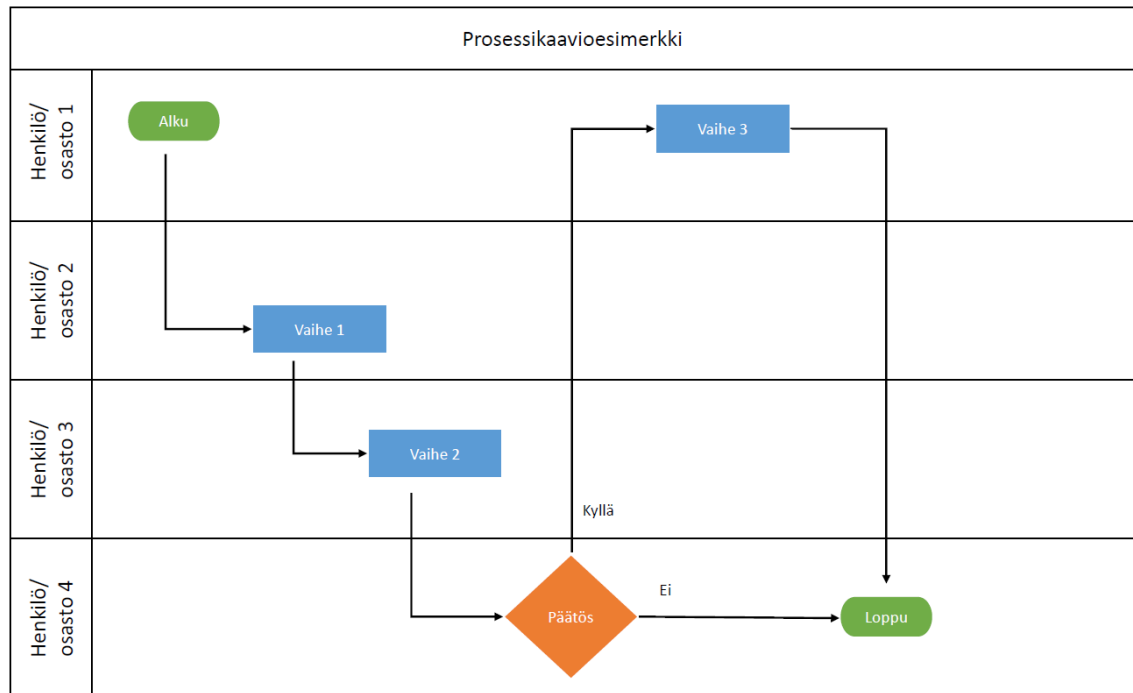 Prosessikaavioesimerkki
Henkilö/
osasto 1
Alku
Vaihe 3
Henkilö/
osasto 2
Vaihe 1
Henkilö/
osasto 3
Vaihe 2
Kyllä
Henkilö/
osasto 4
Päätös
Ei
Loppu